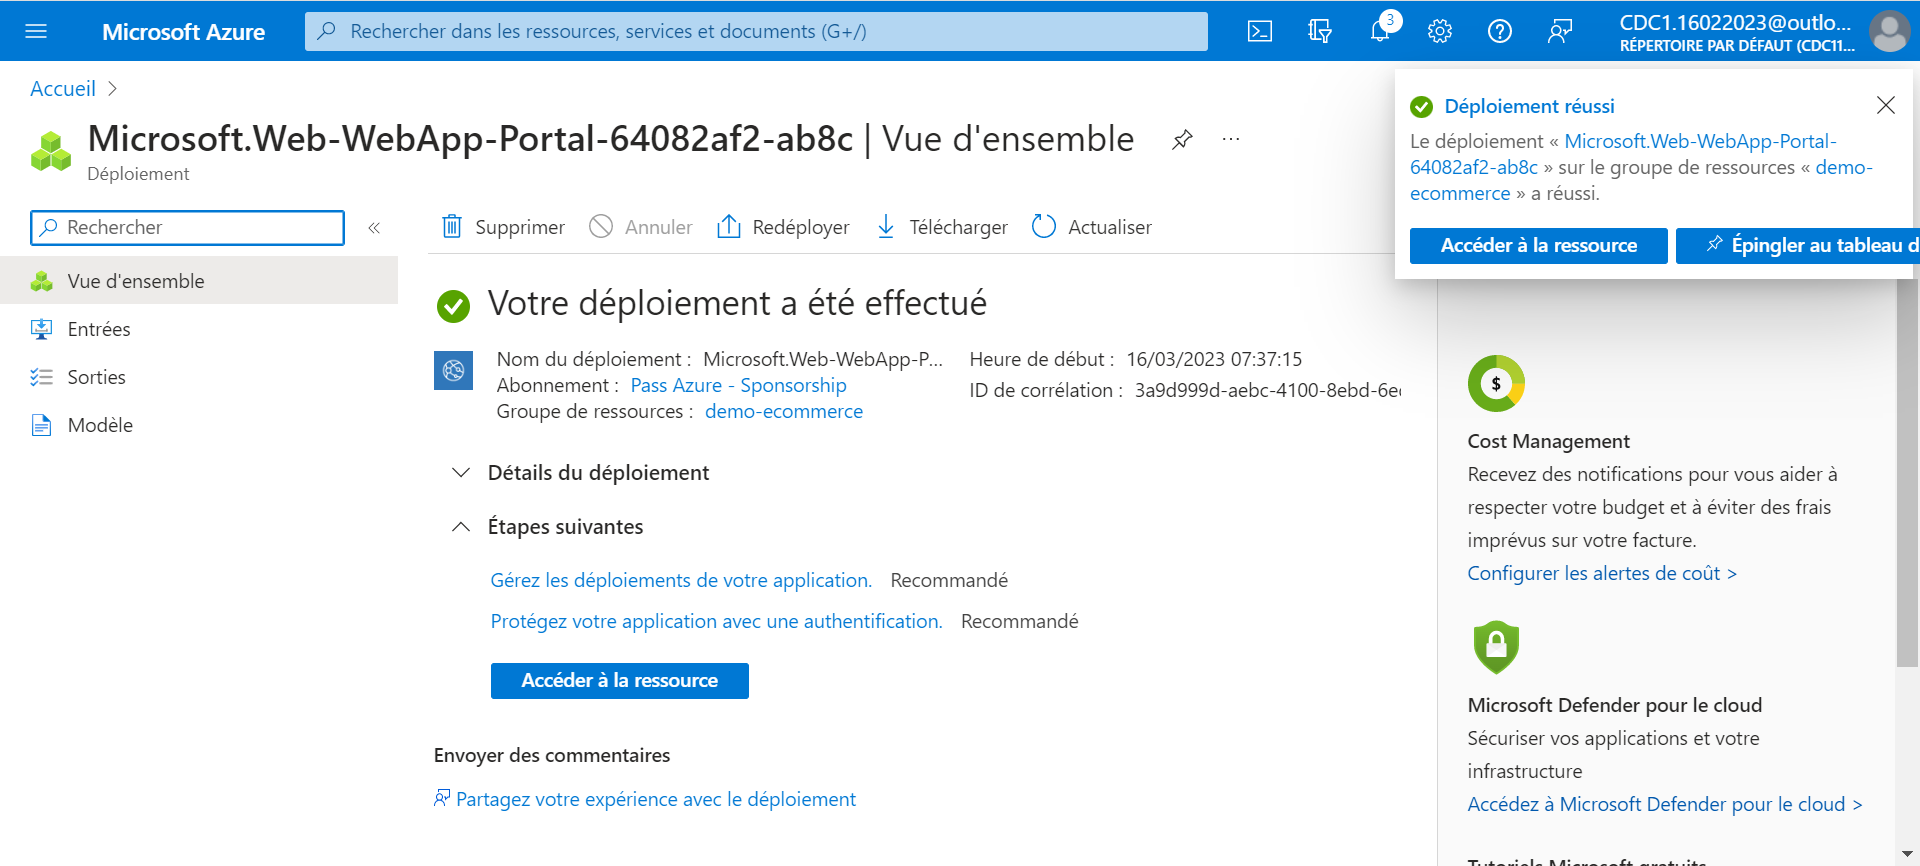 Microsoft Azure
Rechercher dans les ressources, services et documents (G+/)
3
CDC1.16022023@outlo...
RÉPERTOIRE PAR DÉFAUT (CDC11...
Accueil
Microsoft.Web-WebApp-Portal-64082af2-ab8c | Vue d'ensemble
Déploiement
Déploiement réussi
Le déploiement « Microsoft.Web-WebApp-Portal-
64082af2-ab8c » sur le groupe de ressources « demo-
ecommerce » a réussi.
Accéder à la ressource
Épingler au tableau d
Rechercher
Supprimer
Annuler
Redéployer
Télécharger
Actualiser
Vue d'ensemble
Entrées
Sorties
Modèle
Votre déploiement a été effectué
Nom du déploiement : Microsoft.Web-WebApp-P...
Abonnement : Pass Azure - Sponsorship
Groupe de ressources : demo-ecommerce
Heure de début : 16/03/2023 07:37:15
ID de corrélation : 3a9d999d-aebc-4100-8ebd-6e
Détails du déploiement
Étapes suivantes
Gérez les déploiements de votre application. Recommandé
Protégez votre application avec une authentification. Recommandé
Accéder à la ressource
Envoyer des commentaires
Partagez votre expérience avec le déploiement
$
Cost Management
Recevez des notifications pour vous aider à
respecter votre budget et à éviter des frais
imprévus sur votre facture.
Configurer les alertes de coût >
Microsoft Defender pour le cloud
Sécuriser vos applications et votre
infrastructure
Accédez à Microsoft Defender pour le cloud >
Tutoriels Microsoft gratuits